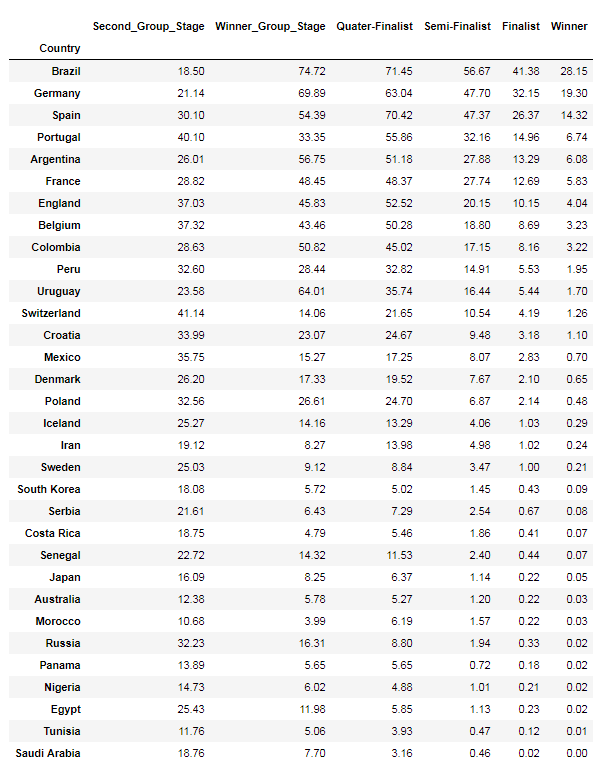 Second_Group_Stage Winner_Group_Stage Quater-Finalist Semi-Finalist Finalist Winner
Country
Brazil 18.50 74.72 71.45 56.67 41.38 28.15
Germany 21.14 69.89 63.04 47.70 32.15 19.30
Spain 30.10 54.39 70.42 47.37 26.37 14.32
Portugal 40.10 33.35 55.86 32.16 14.96 6.74
Argentina 26.01 56.75 51.18 27.88 13.29 6.08
France 28.82 48.45 48.37 27.74 12.69 5.83
England 37.03 45.83 52.52 20.15 10.15 4.04
Belgium 37.32 43.46 50.28 18.80 8.69 3.23
Colombia 28.63 50.82 45.02 17.15 8.16 3.22
Peru 32.60 28.44 32.82 14.91 5.53 1.95
Uruguay 23.58 64.01 35.74 16.44 5.44 1.70
Switzerland 41.14 14.06 21.65 10.54 4.19 1.26
Croatia 33.99 23.07 24.67 9.48 3.18 1.10
Mexico 35.75 15.27 17.25 8.07 2.83 0.70
Denmark 26.20 17.33 19.52 7.67 2.10 0.65
Poland 32.56 26.61 24.70 6.87 2.14 0.48
Iceland 25.27 14.16 13.29 4.06 1.03 0.29
Iran 19.12 8.27 13.98 4.98 1.02 0.24
Sweden 25.03 9.12 8.84 3.47 1.00 0.21
South Korea 18.08 5.72 5.02 1.45 0.43 0.09
Serbia 21.61 6.43 7.29 2.54 0.67 0.08
Costa Rica 18.75 4.79 5.46 1.86 0.41 0.07
Senegal 22.72 14.32 11.53 2.40 0.44 0.07
Japan 16.09 8.25 6.37 1.14 0.22 0.05
Australia 12.38 5.78 5.27 1.20 0.22 0.03
Morocco 10.68 3.99 6.19 1.57 0.22 0.03
Russia 32.23 16.31 8.80 1.94 0.33 0.02
Panama 13.89 5.65 5.65 0.72 0.18 0.02
Nigeria 14.73 6.02 4.88 1.01 0.21 0.02
Egypt 25.43 11.98 5.85 1.13 0.23 0.02
Tunisia 11.76 5.06 3.93 0.47 0.12 0.01
Saudi Arabia 18.76 7.70 3.16 0.46 0.02 0.00